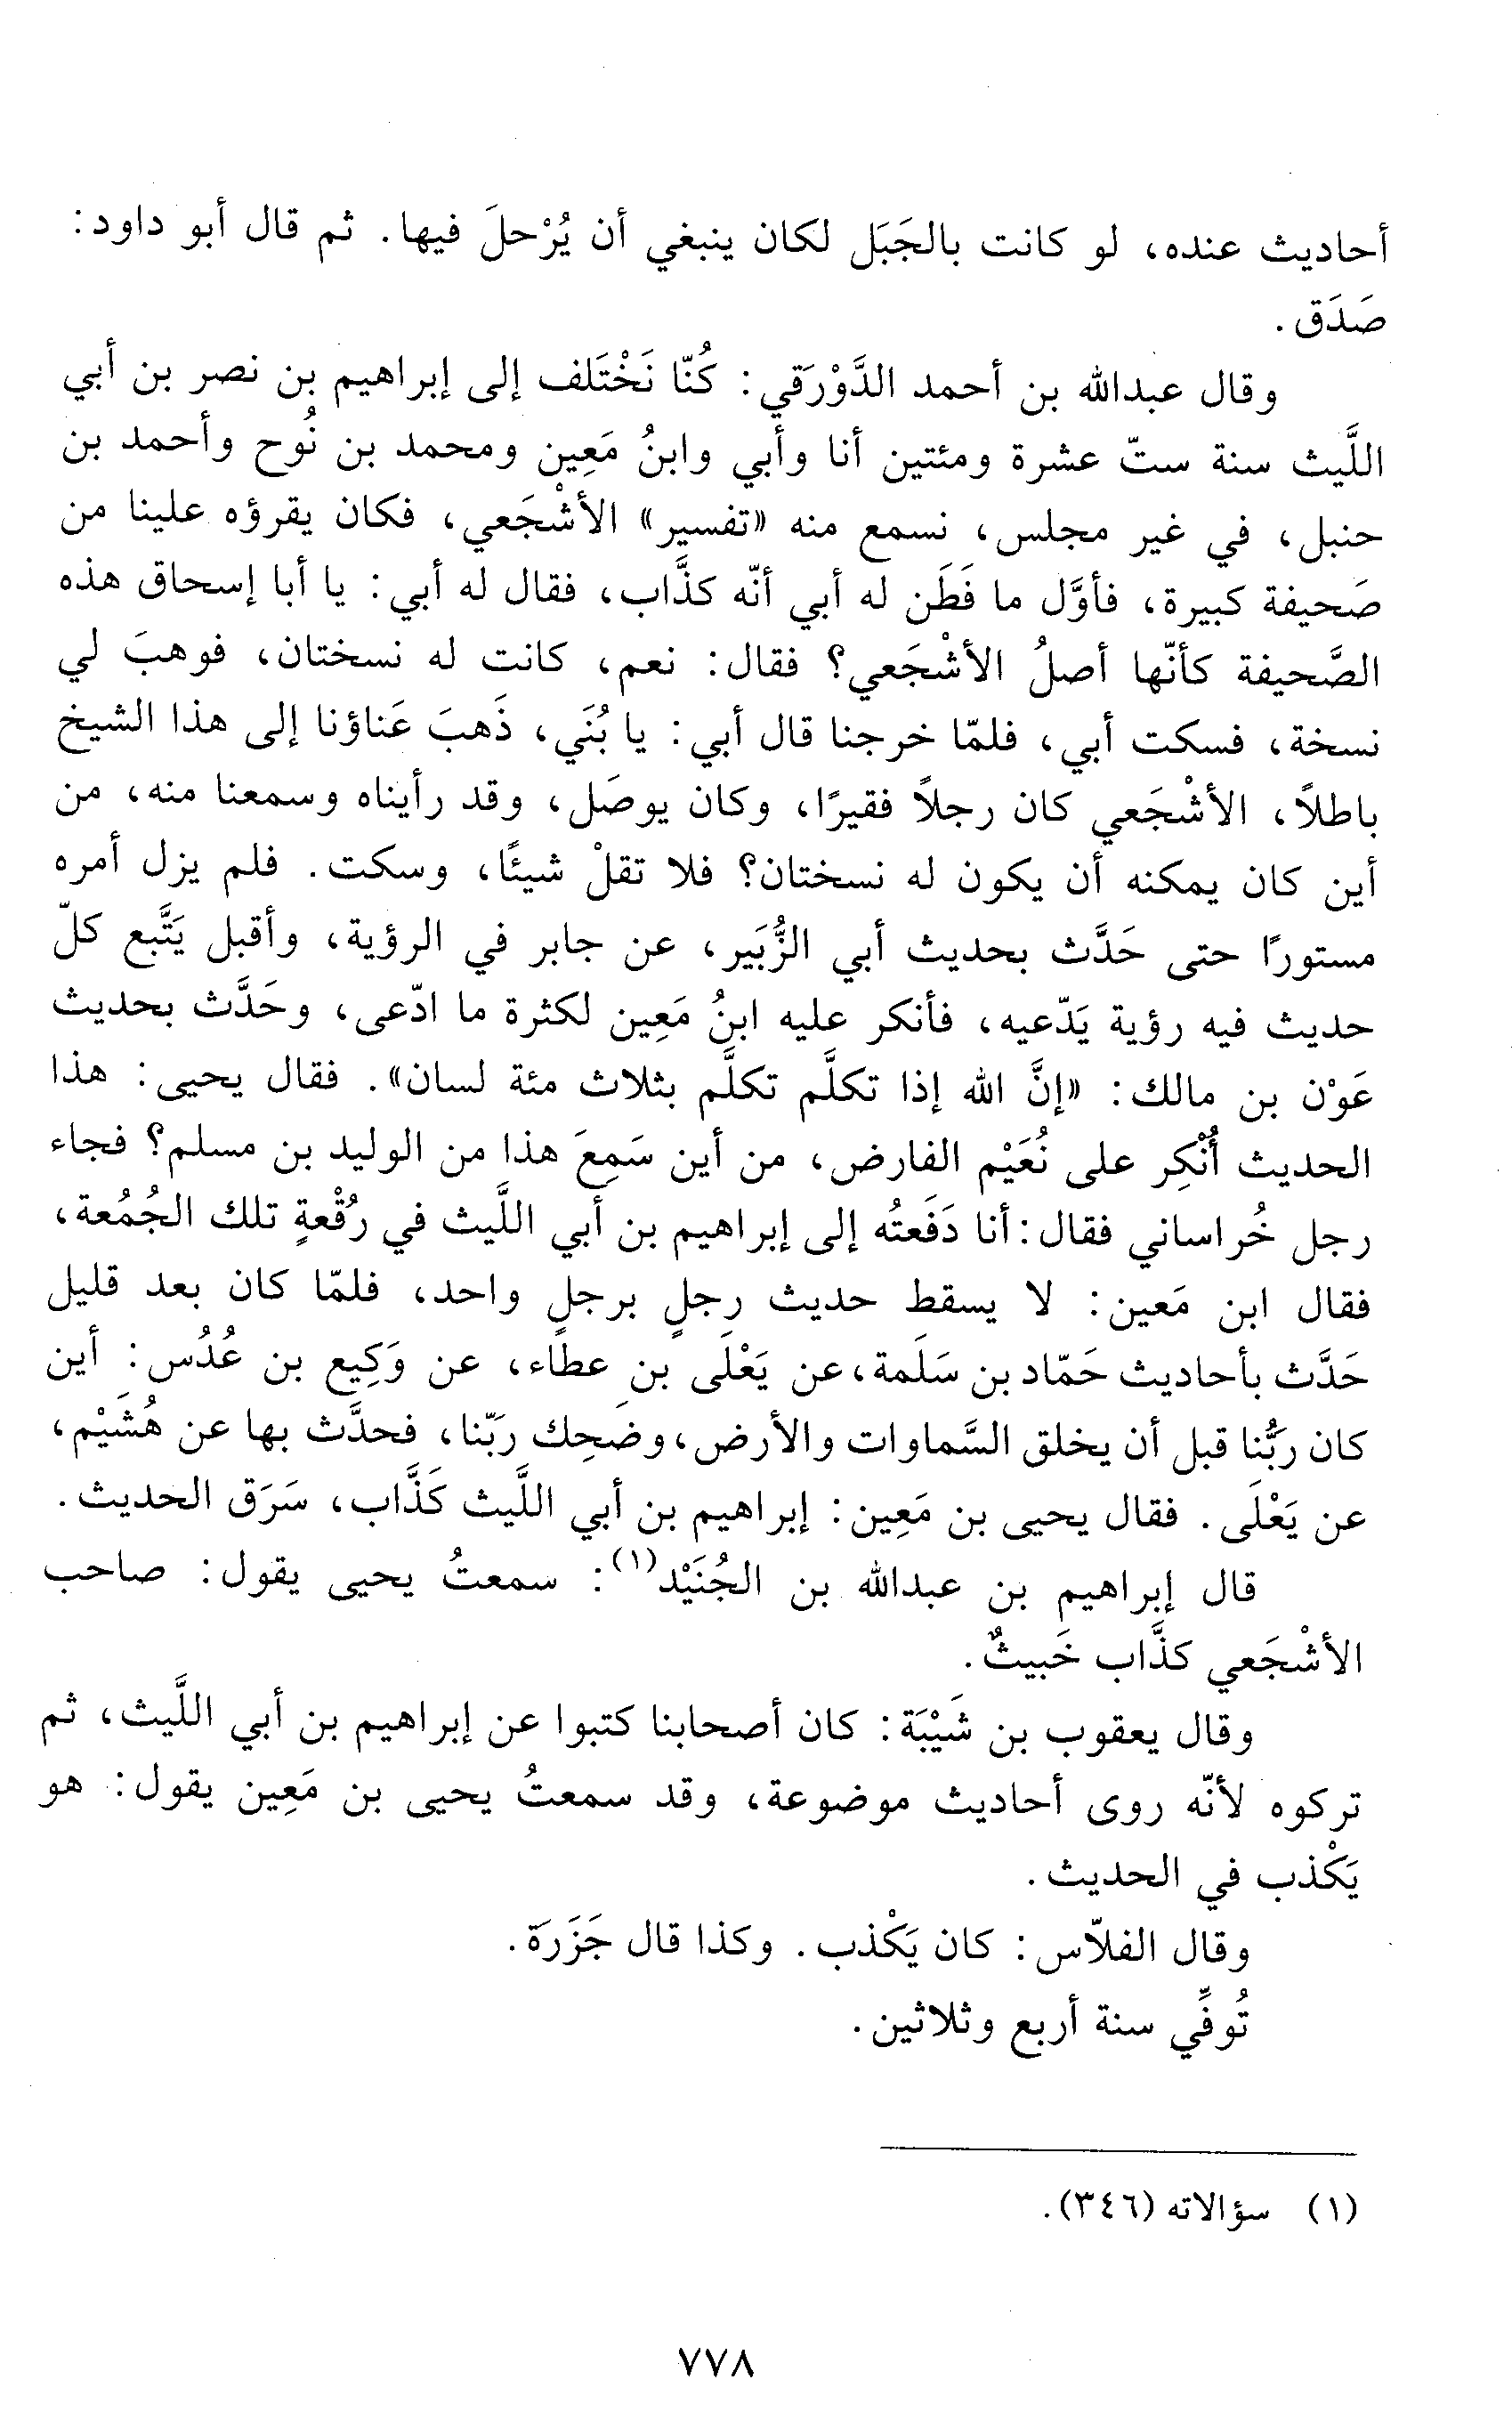 أحاديث عنده، لو كانت بالجَبَل لكان ينبغي أن يُرْحلَ فيها. ثم قال أبو داود:
صَدَق.
وقال عبدالله بن أحمد الدَّوْرَقي: كُنّا نَخْتَلف إلى إبراهيم بن نصر بن أبي
اللَّيث سنة ستّ عشرة ومئتين أنا وأبي وابنُ مَعِين ومحمد بن نُوح وأحمد بن
حنبل، في غير مجلس، نسمع منه «تفسير» الأشْجَعي، فكان يقرؤه علينا من
صَحيفة كبيرة، فأوَّل ما فَطَن له أبي أنّه كذَّاب، فقال له أبي: يا أبا إسحاق هذه
الصَّحيفة كأنّها أصلُ الأشْجَعي؟ فقال: نعم، كانت له نسختان، فوهبَ لي
نسخة، فسكت أبي، فلمّا خرجنا قال أبي: يا بُنَي، ذَهبَ عَناؤنا إلى هذا الشيخ
باطلاً، الأشْجَعي كان رجلاً فقيرًا، وكان يوصَل، وقد رأيناه وسمعنا منه، من
أين كان يمكنه أن يكون له نسختان؟ فلا تقلْ شيئًا، وسكت. فلم يزل أمره
مستورًا حتى حَدَّث بحديث أبي الزُّبَير، عن جابر في الرؤية، وأقبل يَتَّبع كلّ
حديث فيه رؤية يَدّعيه، فأنكر عليه ابنُ مَعِين لكثرة ما ادّعى، وحَدَّث بحديث
عَوْن بن مالك: «إنَّ الله إذا تكلَّم تكلَّم بثلاث مئة لسان». فقال يحيى: هذا
الحديث أُنْكِر على نُعَيْم الفارض، من أين سَمِعَ هذا من الوليد بن مسلم؟ فجاء
رجل خُراساني فقال: أنا دَفَعتُه إلى إبراهيم بن أبي اللَّيث في رُقْعةٍ تلك الجُمُعة،
فقال ابن مَعين: لا يسقط حديث رجلٍ برجلٍ واحد، فلمّا كان بعد قليل
حَدَّث بأحاديث حَمّاد بن سَلَمة، عن يَعْلَى بن عطاء، عن وَكِيع بن عُدُس: أين
كان ربُّنا قبل أن يخلق السَّماوات والأرض، وضَحِك رَبّنا، فحدَّث بها عن هُشَيْم،
عن يَعْلَى. فقال يحيى بن مَعِين: إبراهيم بن أبي اللَّيث كَذَّاب، سَرَق الحديث.
قال إبراهيم بن عبدالله بن الجُنَيْد(١): سمعتُ يحيى يقول: صاحب
الأشْجَعي كذَّاب خَبيثٌ.
وقال يعقوب بن شَيْبَة: كان أصحابنا كتبوا عن إبراهيم بن أبي اللَّيث، ثم
تركوه لأنّه روى أحاديث موضوعة، وقد سمعتُ يحيى بن مَعِين يقول: هو
يَكْذب في الحديث.
وقال الفلاّس: كان يَكْذب. وكذا قال جَزَرَة.
تُوفِّي سنة أربع وثلاثين.
(١) سؤالاته (٣٤٦).
٧٧٨